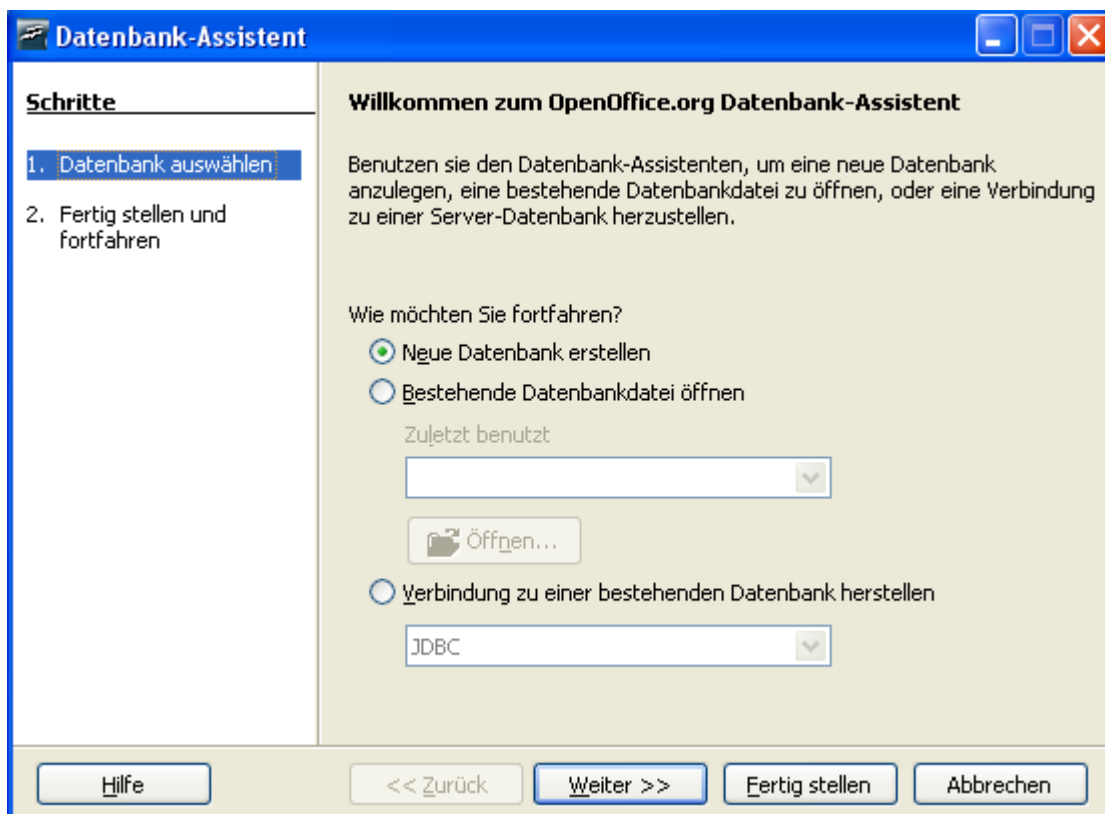 Datenbank-Assistent
Schritte
1. Datenbank auswählen
2. Fertig stellen und
fortfahren
Willkommen zum OpenOffice.org Datenbank-Assistent
Benutzen sie den Datenbank-Assistenten, um eine neue Datenbank
anzulegen, eine bestehende Datenbankdatei zu öffnen, oder eine Verbindung
zu einer Server-Datenbank herzustellen.
Wie möchten Sie fortfahren?
Neue Datenbank erstellen
Bestehende Datenbankdatei öffnen
Zuletzt benutzt
Öffnen...
Verbindung zu einer bestehenden Datenbank herstellen
JDBC
Hilfe
<< Zurück
Weiter >>
Fertig stellen
Abbrechen